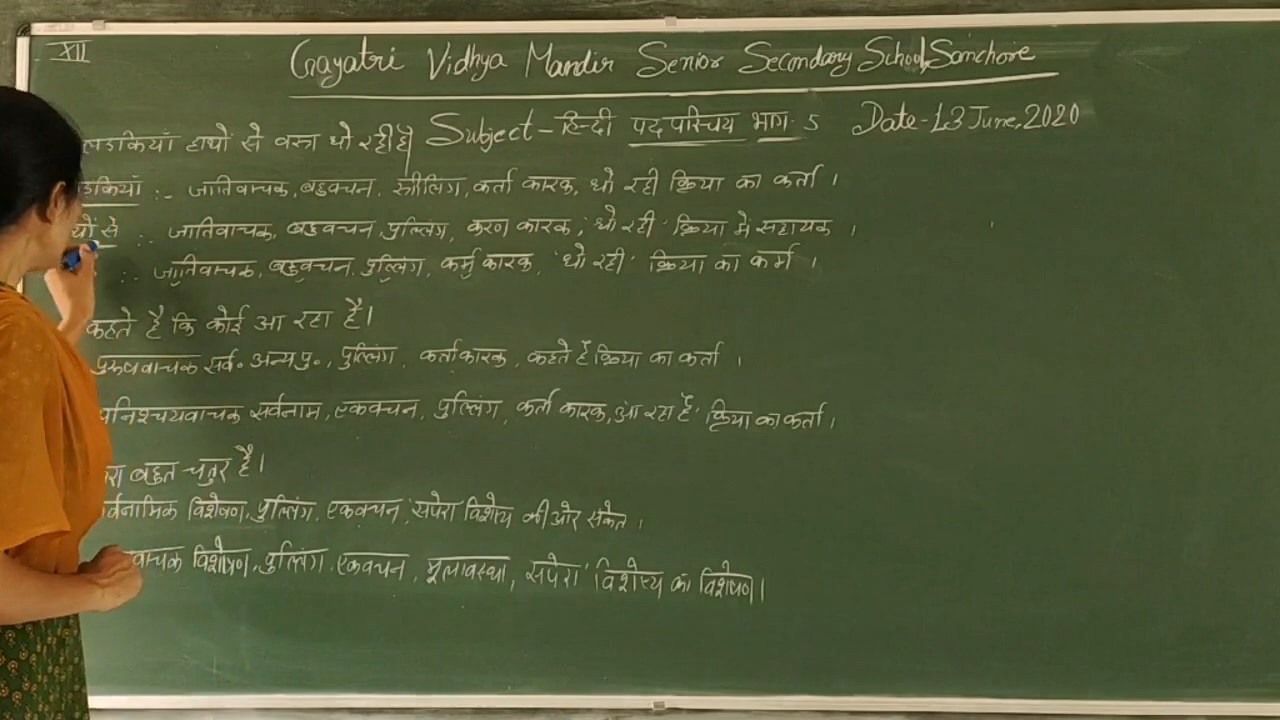 XII
Gayatri Vidhya Mandir Senior Secondary School, Sanchore
Subject - हिन्दी पद परिचय भाग 5 Date - 13 June, 2020
लडकियाँ हाथों से वस्त्र धो रही है।
डकियाँ :- जातिवाचक, बहुवचन, स्त्रीलिंग, कर्ता कारक, धो रही क्रिया का कर्ता ।
थों से :- जातिवाचक, बहुवचन, पुल्लिंग, करण कारक, 'धो रही' क्रिया में सहायक ।
:- जातिवाचक, बहुवचन, पुल्लिंग, कर्म कारक, 'धो रही' क्रिया का कर्म ।
कहते है कि कोई आ रहा है।
पुरुषवाचक सर्व॰ अन्य पु॰, पुल्लिंग, कर्ता कारक, कहते हैं क्रिया का कर्ता ।
निश्चयवाचक सर्वनाम, एकवचन, पुल्लिंग, कर्ता कारक, आ रहा है' क्रिया का कर्ता ।
रा बहुत चतुर है।
र्वनामिक विशेषण, पुल्लिंग, एकवचन, सपेरा विशेष्य की ओर संकेत ।
वाचक विशेषण, पुल्लिंग, एकवचन, मूलावस्था, सपेरा' विशेष्य का विशेषण।